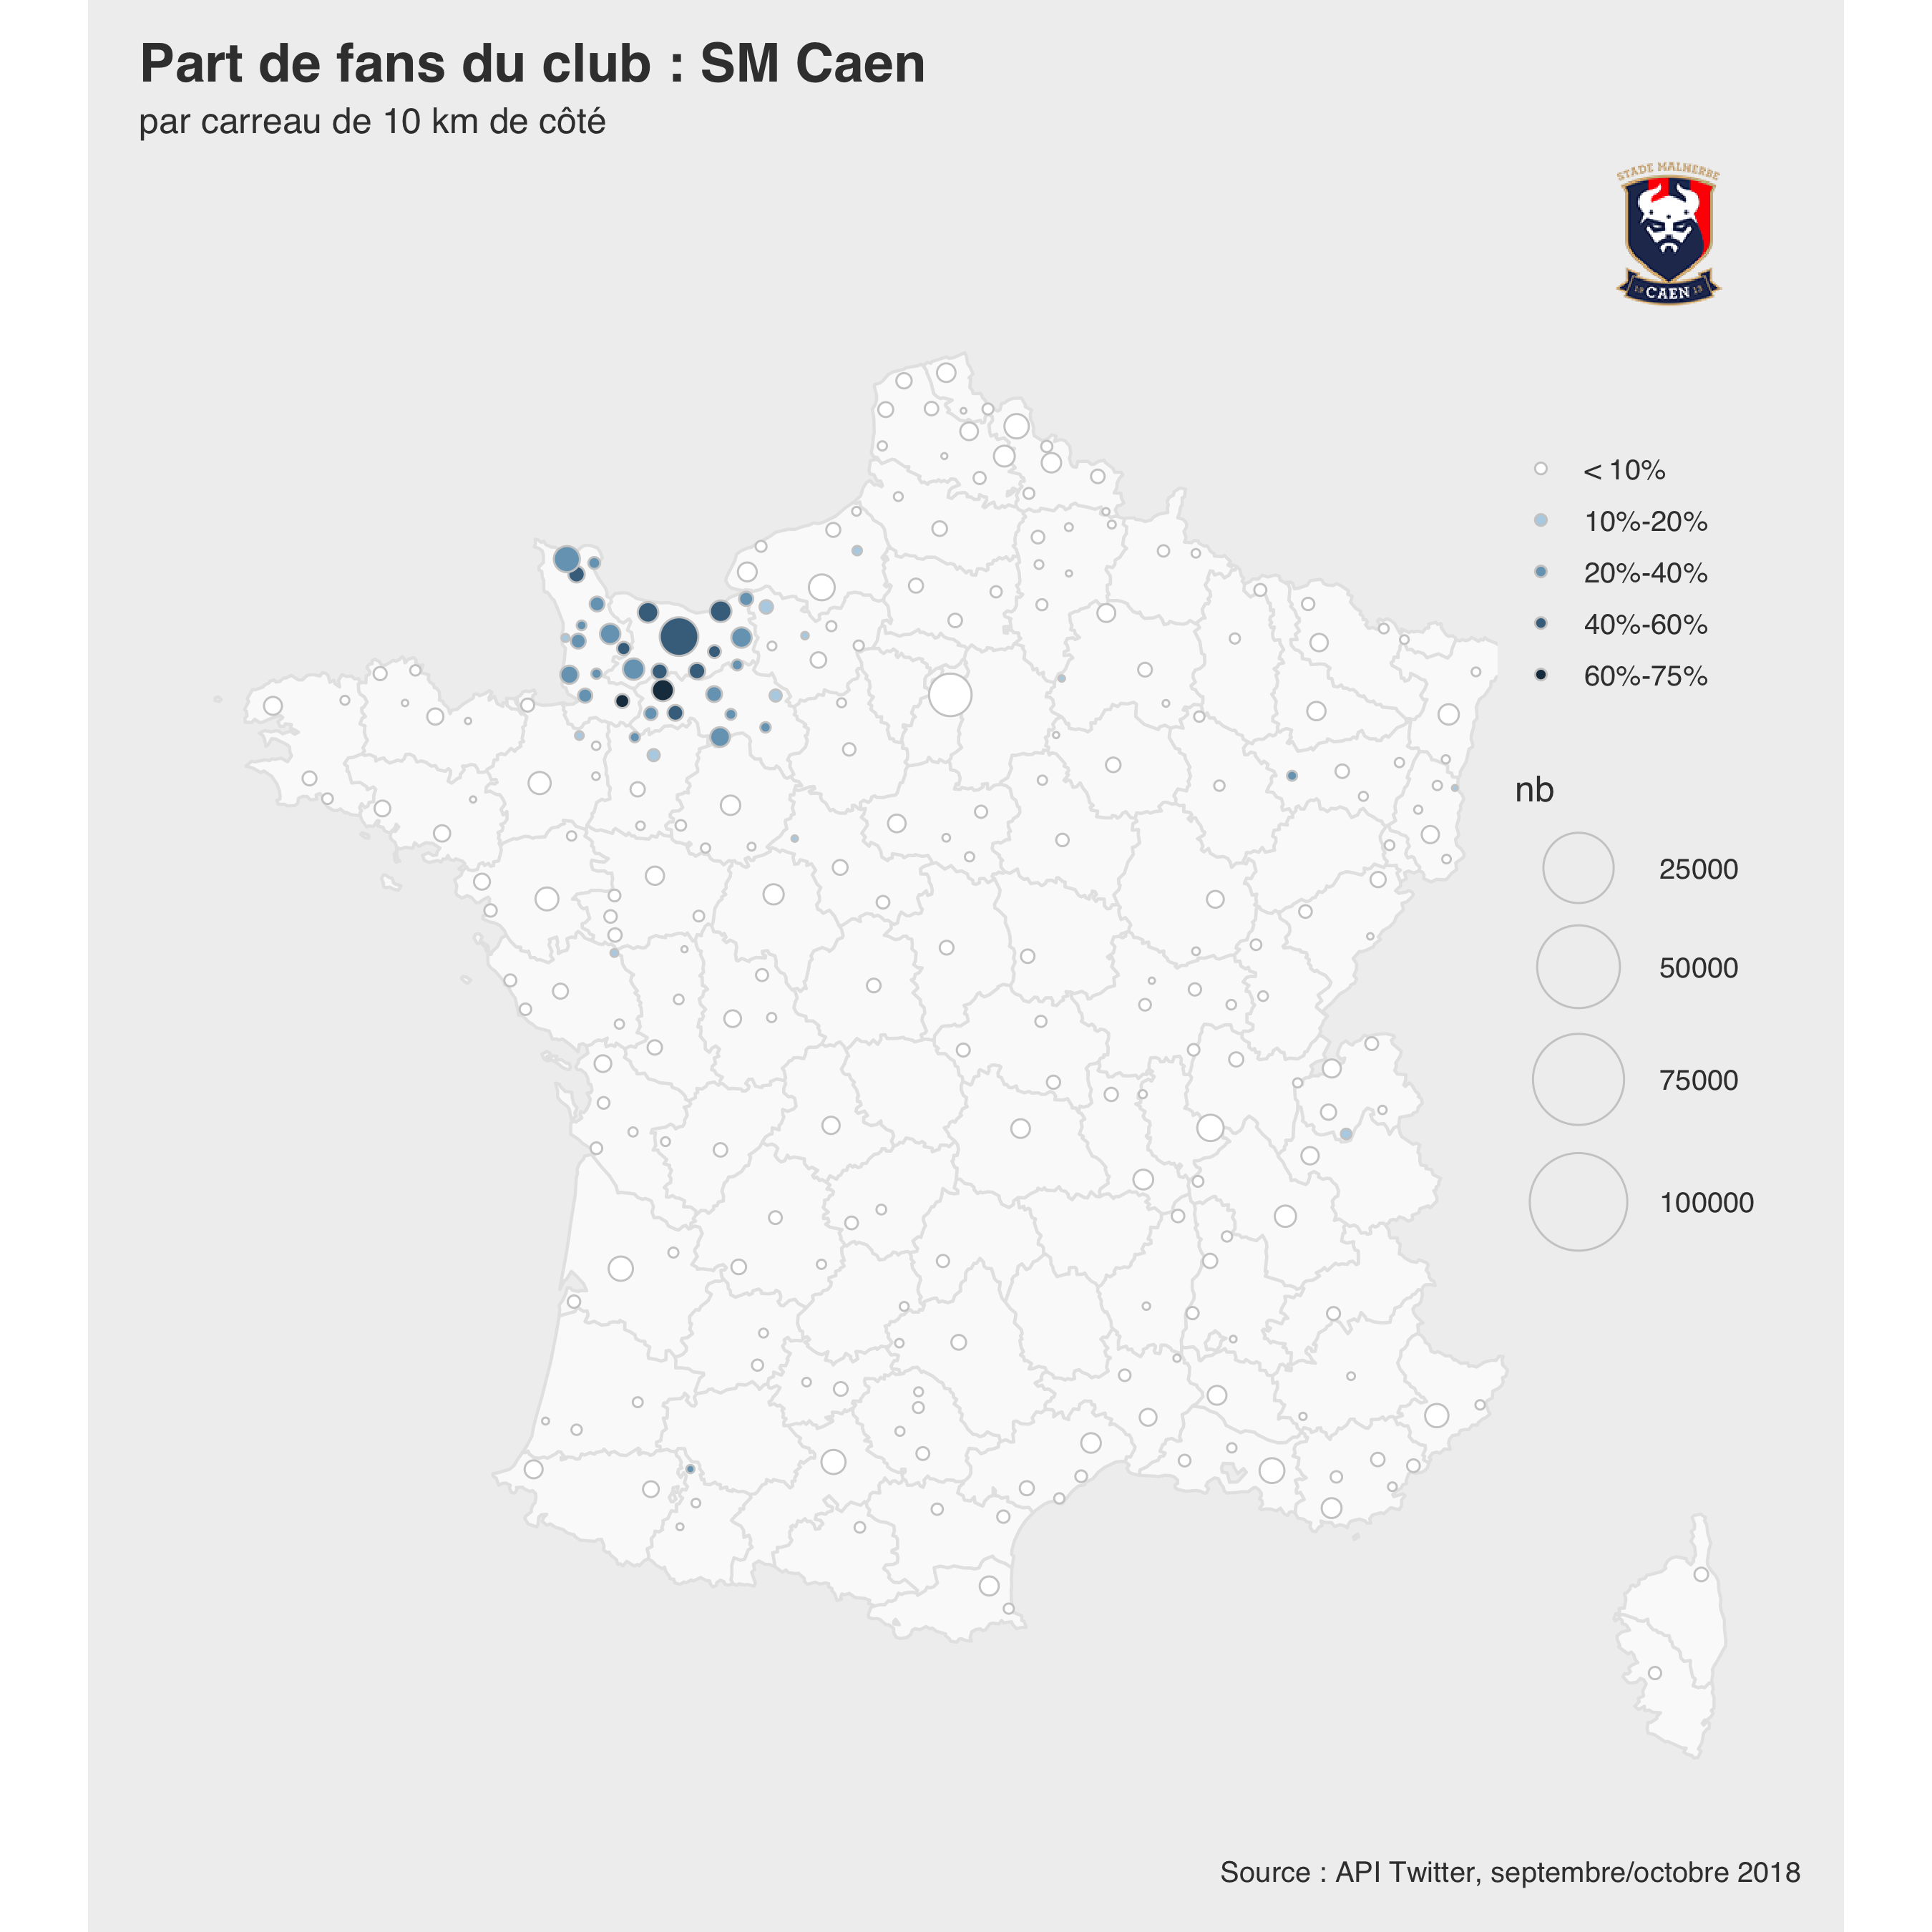 Part de fans du club : SM Caen
par carreau de 10 km de côté
STADE MALHERBE
19 CAEN 13
< 10%
10%-20%
20%-40%
40%-60%
60%-75%
nb
25000
50000
75000
100000
Source : API Twitter, septembre/octobre 2018